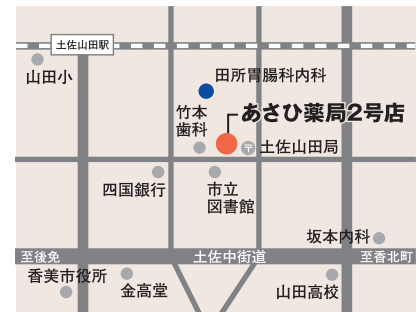 土佐山田駅
山田小
田所胃腸科内科
竹本
歯科
あさひ薬局2号店
〒
土佐山田局
四国銀行
市立
図書館
坂本内科
至後免
土佐中街道
至香北町
香美市役所
金高堂
山田高校